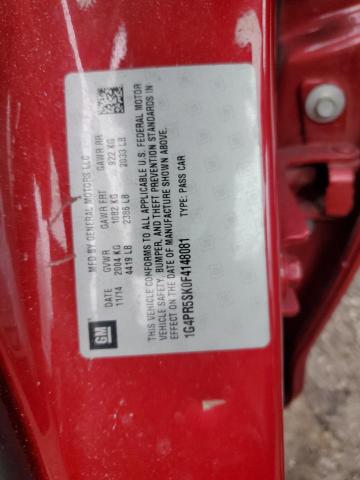 GM
MFD BY GENERAL MOTORS LLC
DATE GVWR GAWR FRT GAWR RR
11/14 2004 KG 1082 KG 922 KG
4419 LB 2386 LB 2033 LB
THIS VEHICLE CONFORMS TO ALL APPLICABLE U.S. FEDERAL MOTOR
VEHICLE SAFETY, BUMPER, AND THEFT PREVENTION STANDARDS IN
EFFECT ON THE DATE OF MANUFACTURE SHOWN ABOVE.
1G4PR5SK0F4148081 TYPE: PASS CAR